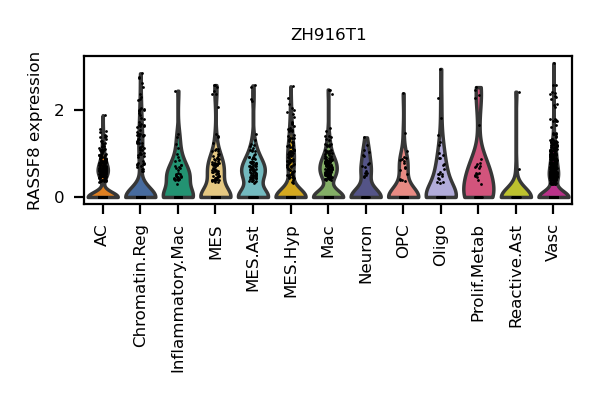 ZH916T1
RASSF8 expression
2
0
AC
Chromatin.Reg
Inflammatory.Mac
MES
MES.Ast
MES.Hyp
Mac
Neuron
OPC
Oligo
Prolif.Metab
Reactive.Ast
Vasc